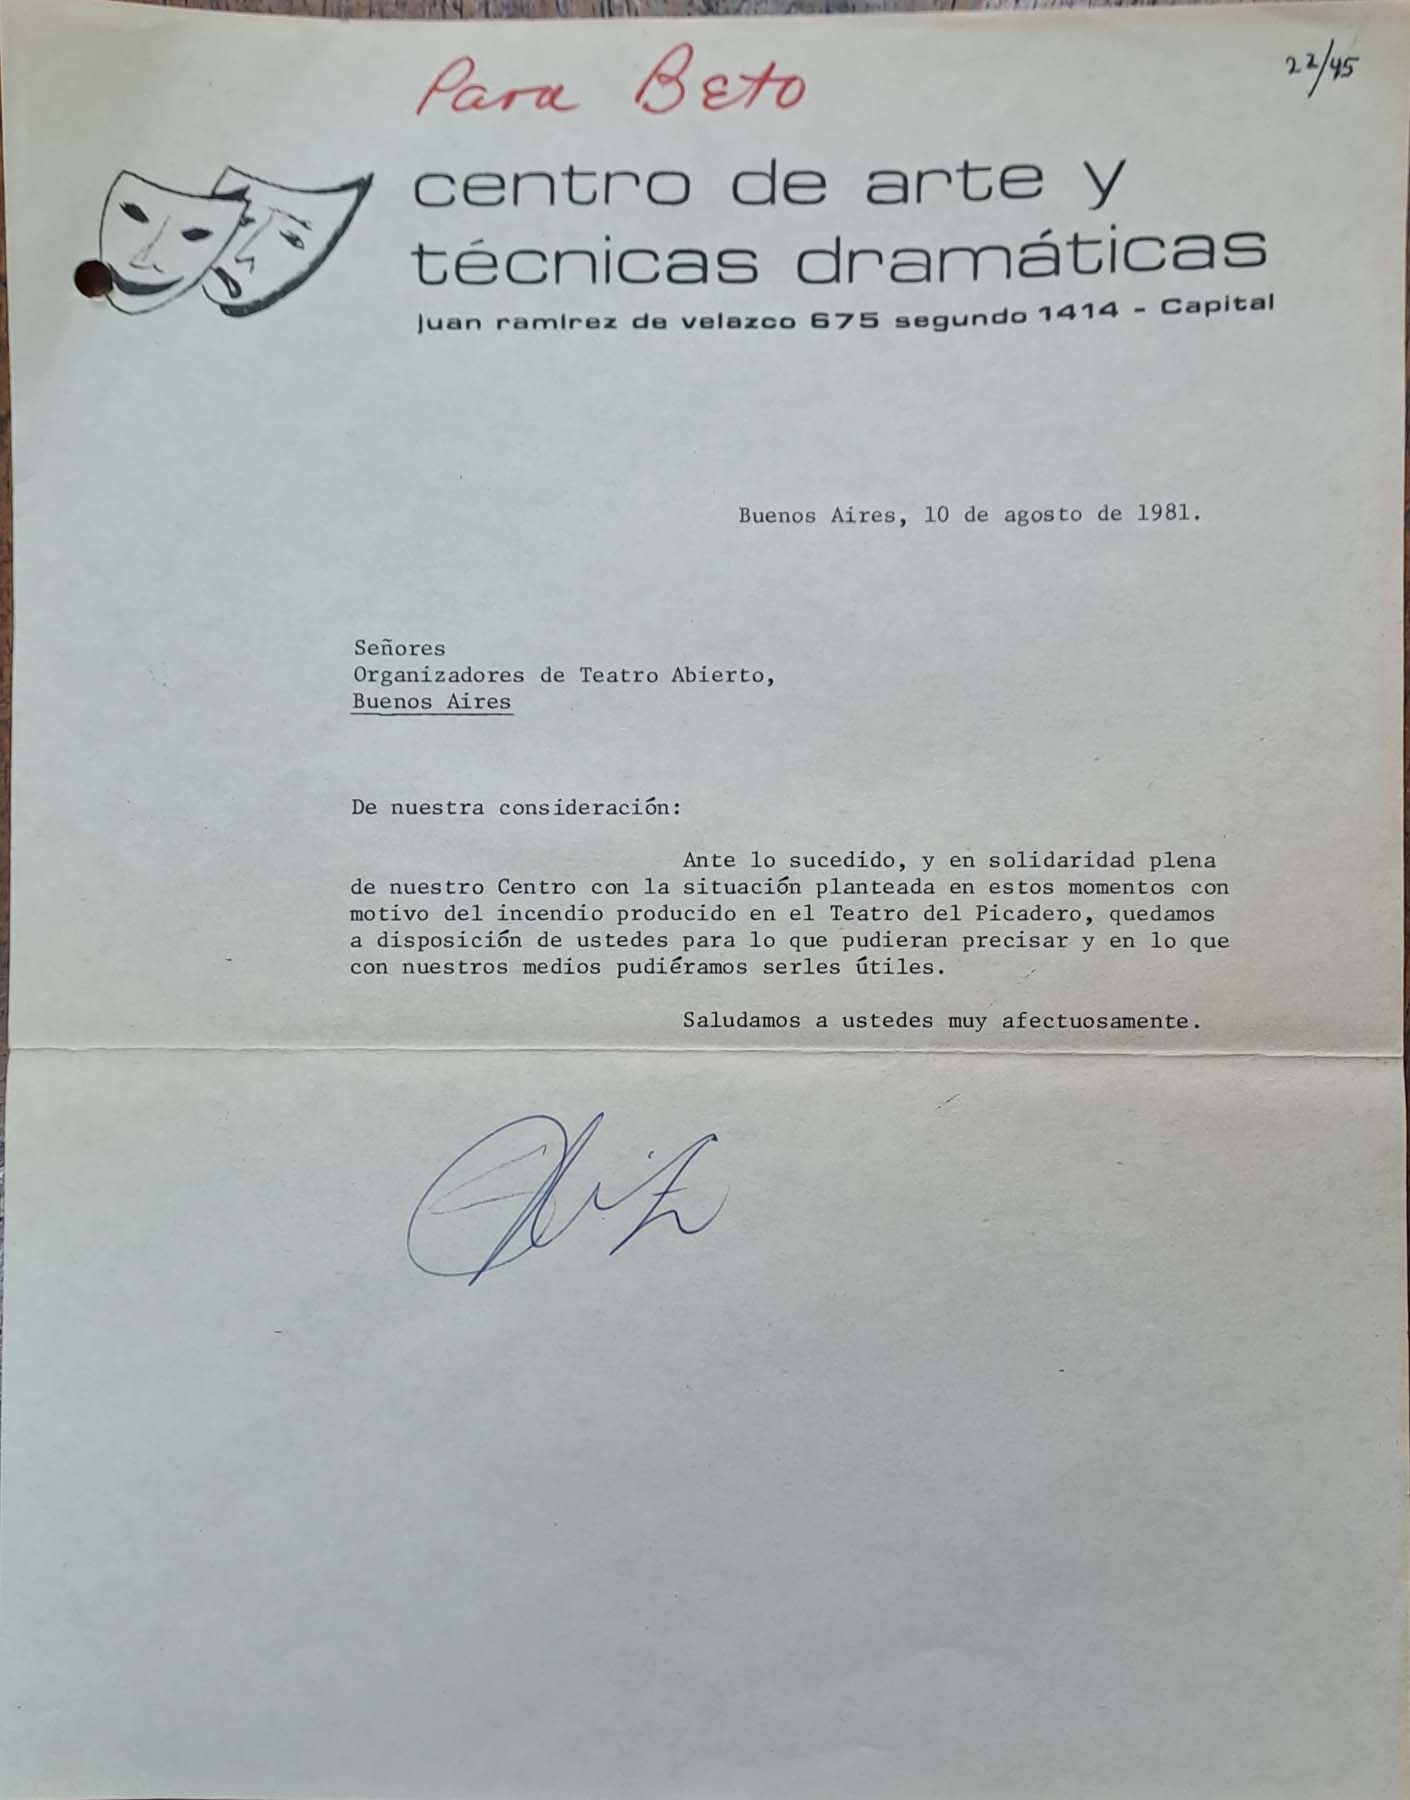 Para Beto
22/45
centro de arte y
técnicas dramáticas
juan ramirez de velazco 675 segundo 1414 - Capital
Buenos Aires, 10 de agosto de 1981.
Señores
Organizadores de Teatro Abierto,
Buenos Aires
De nuestra consideración:
Ante lo sucedido, y en solidaridad plena
de nuestro Centro con la situación planteada en estos momentos con
motivo del incendio producido en el Teatro del Picadero, quedamos
a disposición de ustedes para lo que pudieran precisar y en lo que
con nuestros medios pudiéramos serles útiles.
Saludamos a ustedes muy afectuosamente.